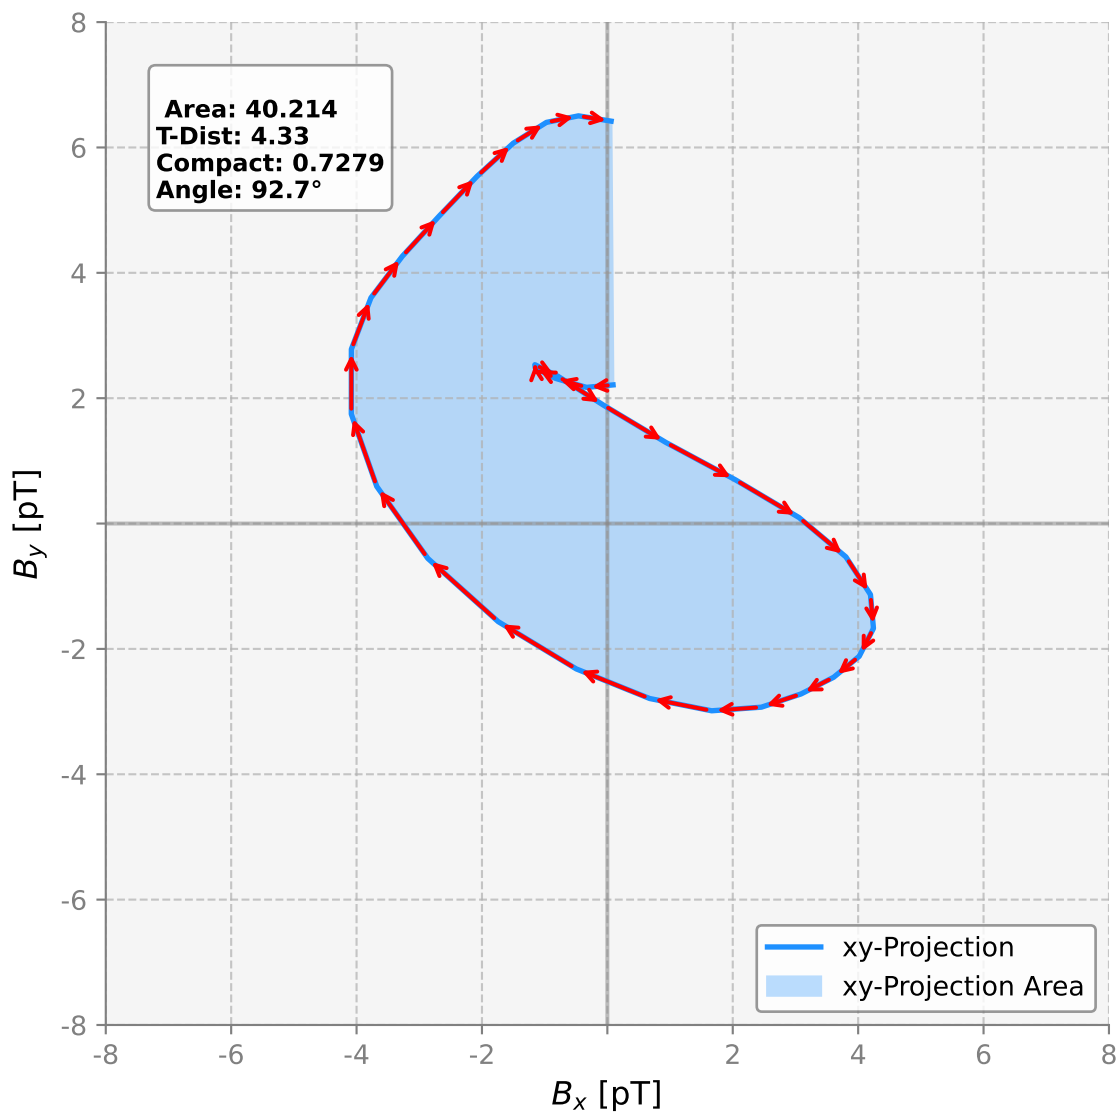 8
6
4
2
-2
-4
-6
-8
-8
-6
-4
-2
2
4
6
8
B_y [pT]
B_x [pT]
Area: 40.214
T-Dist: 4.33
Compact: 0.7279
Angle: 92.7°
xy-Projection
xy-Projection Area